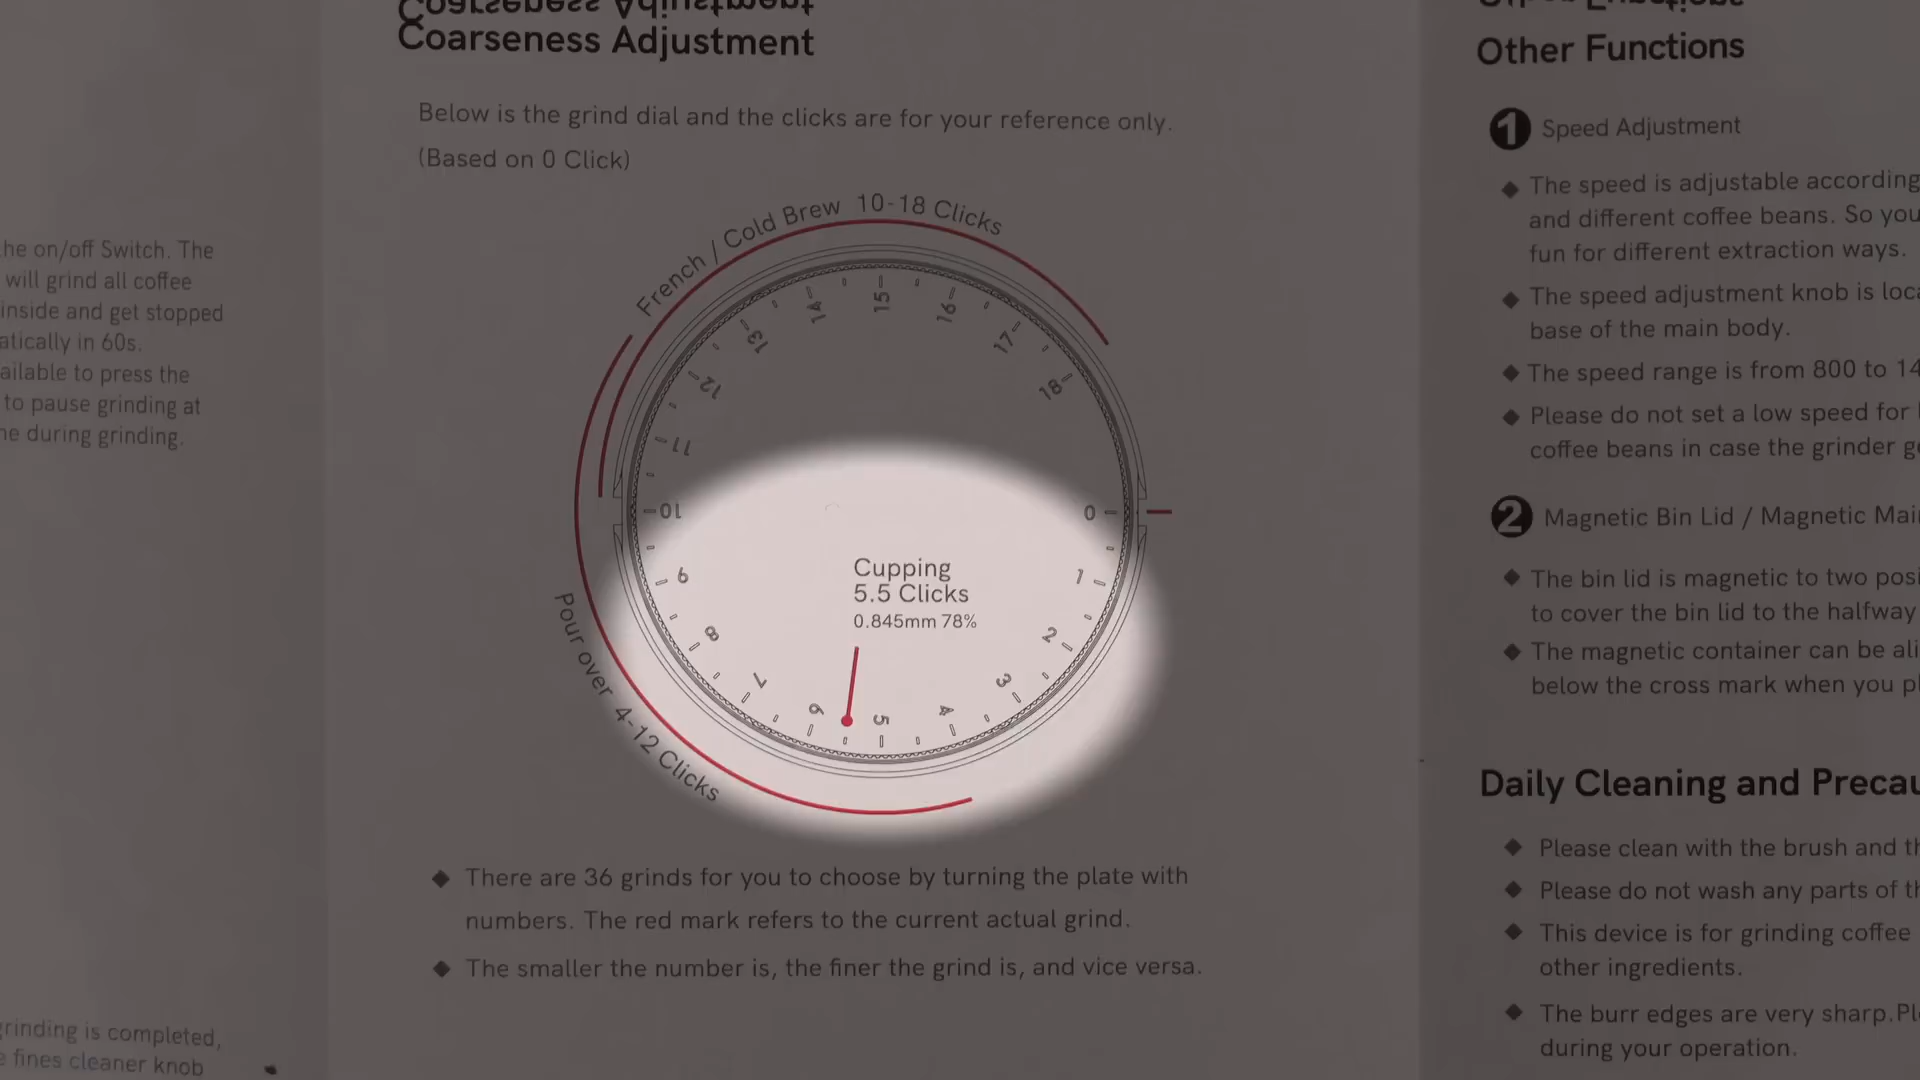 he on/off Switch. The
will grind all coffee
inside and get stopped
atically in 60s.
ailable to press the
to pause grinding at
ne during grinding.
grinding is completed,
e fines cleaner knob
Coarseness Adjustment
Below is the grind dial and the clicks are for your reference only.
(Based on 0 Click)
French / Cold Brew 10-18 Clicks
Pour over 4-12 Clicks
0
1
2
3
4
5
6
7
8
9
10
11
12
13
14
15
16
17
18
Cupping
5.5 Clicks
0.845mm 78%
There are 36 grinds for you to choose by turning the plate with
numbers. The red mark refers to the current actual grind.
The smaller the number is, the finer the grind is, and vice versa.
Other Functions
1 Speed Adjustment
The speed is adjustable according
and different coffee beans. So you
fun for different extraction ways.
The speed adjustment knob is loca
base of the main body.
The speed range is from 800 to 14
Please do not set a low speed for
coffee beans in case the grinder g
2 Magnetic Bin Lid / Magnetic Mai
The bin lid is magnetic to two posi
to cover the bin lid to the halfway
The magnetic container can be ali
below the cross mark when you pl
Daily Cleaning and Precau
Please clean with the brush and th
Please do not wash any parts of th
This device is for grinding coffee
other ingredients.
The burr edges are very sharp.Pl
during your operation.